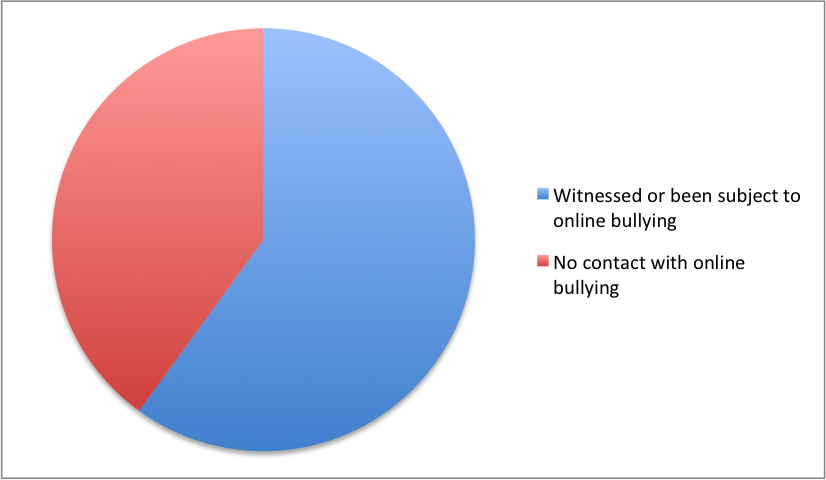 Witnessed or been subject to
online bullying
No contact with online
bullying